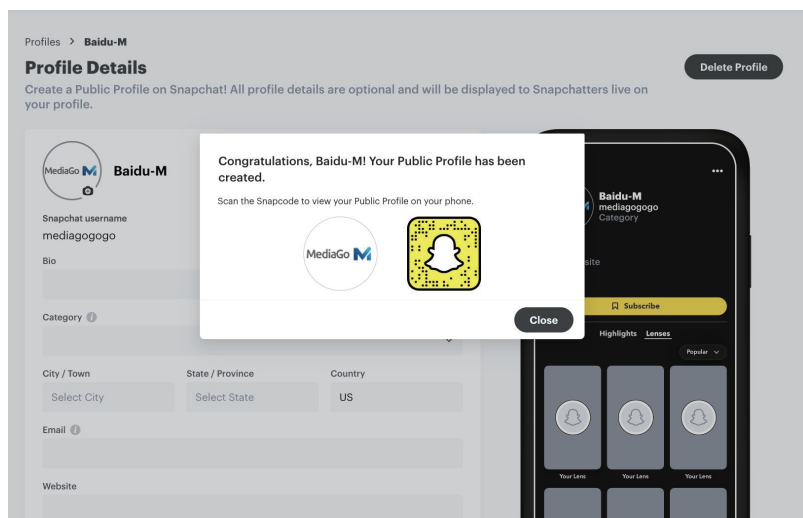 Profiles > Baidu-M
Profile Details
Delete Profile
Create a Public Profile on Snapchat! All profile details are optional and will be displayed to Snapchatters live on
your profile.
MediaGo M
Baidu-M
Snapchat username
mediagogogo
Bio
Category
City / Town
State / Province
Country
Select City
Select State
US
Email
Website
Congratulations, Baidu-M! Your Public Profile has been
created.
Scan the Snapcode to view your Public Profile on your phone.
MediaGo M
Close
Baidu-M
mediagogogo
Category
Subscribe
Highlights
Lenses
Popular
Your Lens
Your Lens
Your Lens